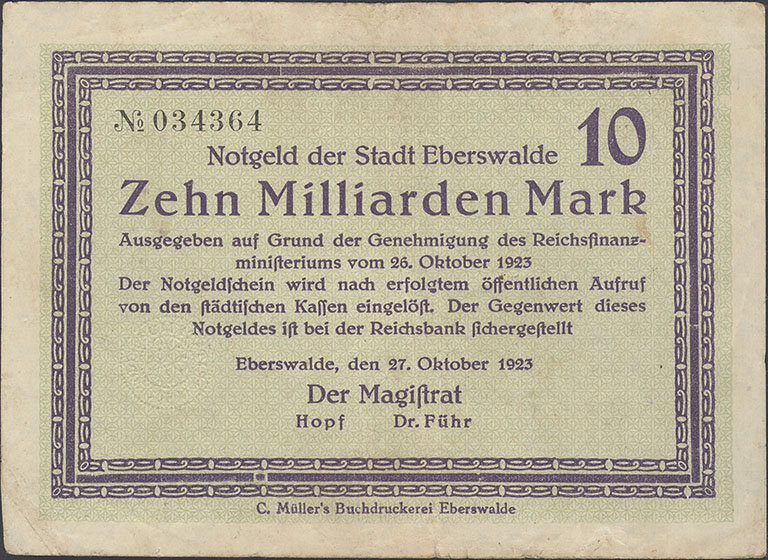 № 034364
10
Notgeld der Stadt Eberswalde
Zehn Milliarden Mark
Ausgegeben auf Grund der Genehmigung des Reichsfinanz-
miniſteriums vom 26. Oktober 1923
Der Notgeldſchein wird nach erfolgtem öffentlichen Aufruf
von den ſtädtiſchen Kaſſen eingelöſt. Der Gegenwert dieses
Notgeldes iſt bei der Reichsbank ſichergeſtellt
Eberswalde, den 27. Oktober 1923
Der Magiſtrat
Hopf Dr. Führ
C. Müller's Buchdruckerei Eberswalde